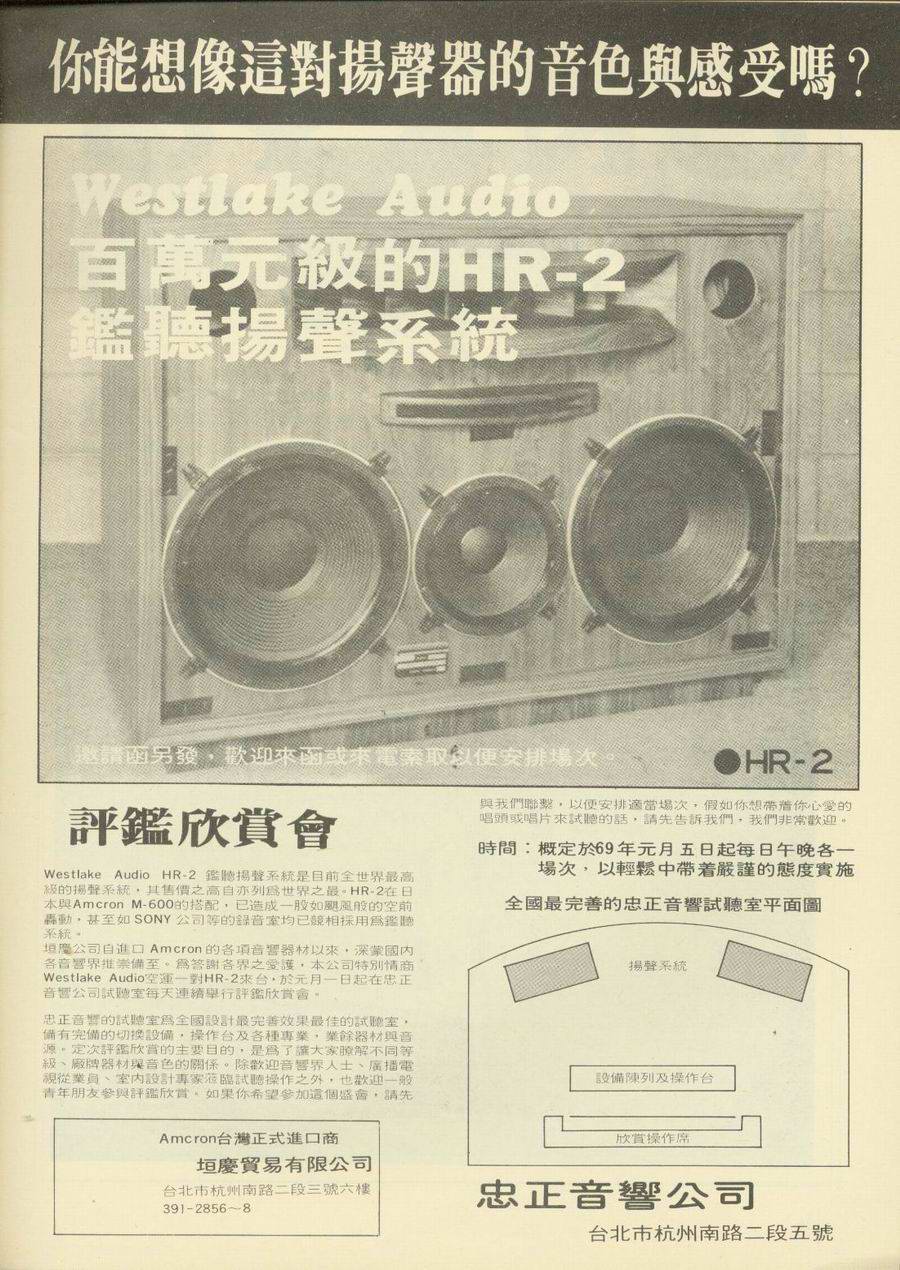 你能想像這對揚聲器的音色與感受嗎？
Westlake Audio
百萬元級的HR-2
鑑聽揚聲系統
邀請函另發，歡迎來函或來電索取以便安排場次。
●HR-2
評鑑欣賞會
Westlake Audio HR-2 鑑聽揚聲系統是目前全世界最高
級的揚聲系統，其售價之高自亦列爲世界之最。HR-2在日
本與Amcron M-600的搭配，已造成一般如颶風般的空前
轟動，甚至如 SONY 公司等的錄音室均已競相採用爲鑑聽
系統。
垣慶公司自進口 Amcron 的各項音響器材以來，深蒙國內
各音響界推崇備至。爲答謝各界之愛護，本公司特別情商
Westlake Audio空運一對HR-2來台，於元月一日起在忠正
音響公司試聽室每天連續舉行評鑑欣賞會。
忠正音響的試聽室爲全國設計最完善效果最佳的試聽室，
備有完備的切換設備，操作台及各種專業，業餘器材與音
源。定次評鑑欣賞的主要目的，是爲了讓大家瞭解不同等
級、廠牌器材與音色的關係。除歡迎音響界人士、廣播電
視從業員、室內設計專家蒞臨試聽操作之外，也歡迎一般
青年朋友參與評鑑欣賞。如果你希望參加這個盛會，請先
與我們聯繫，以便安排適當場次，假如你想帶着你心愛的
唱頭或唱片來試聽的話，請先告訴我們，我們非常歡迎。
時間：概定於69年元月五日起每日午晚各一
場次，以輕鬆中帶着嚴謹的態度實施
全國最完善的忠正音響試聽室平面圖
揚聲系統
設備陳列及操作台
欣賞操作席
Amcron台灣正式進口商
垣慶貿易有限公司
台北市杭州南路二段三號六樓
391-2856～8
忠正音響公司
台北市杭州南路二段五號